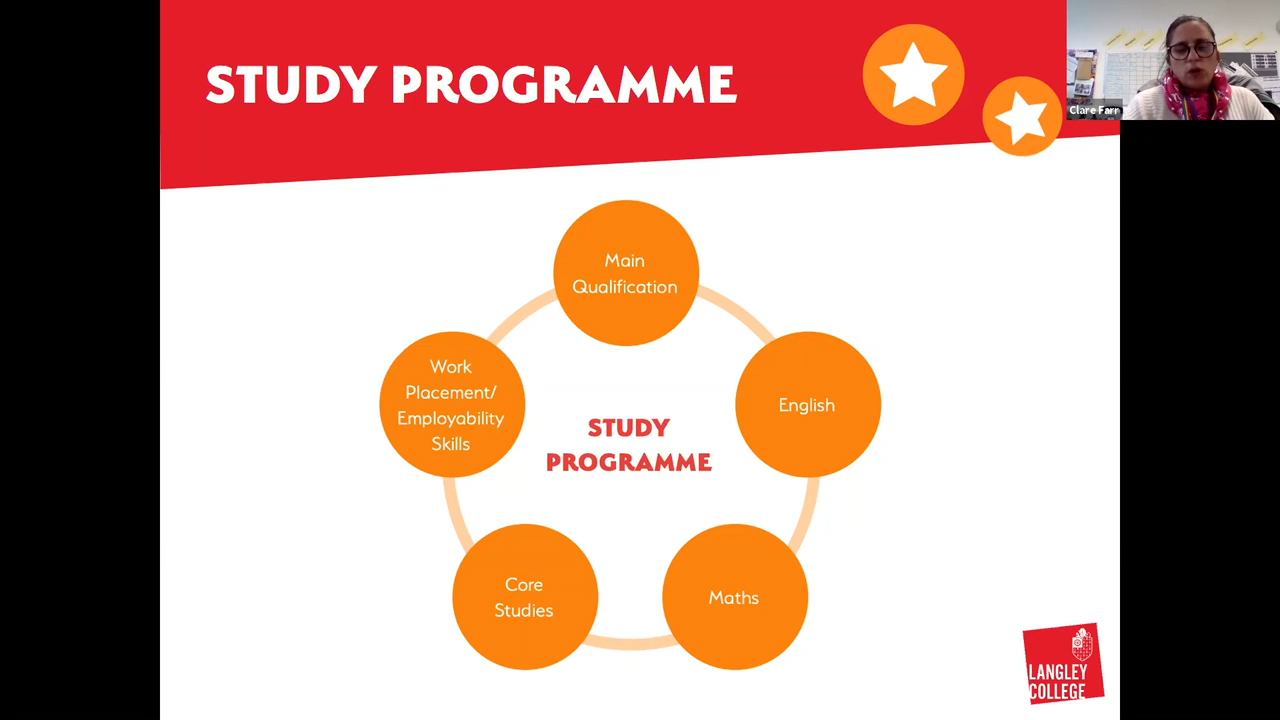 STUDY PROGRAMME
Clare Farr
Main
Qualification
Work
Placement/
Employability
Skills
English
STUDY
PROGRAMME
Core
Studies
Maths
LANGLEY
COLLEGE